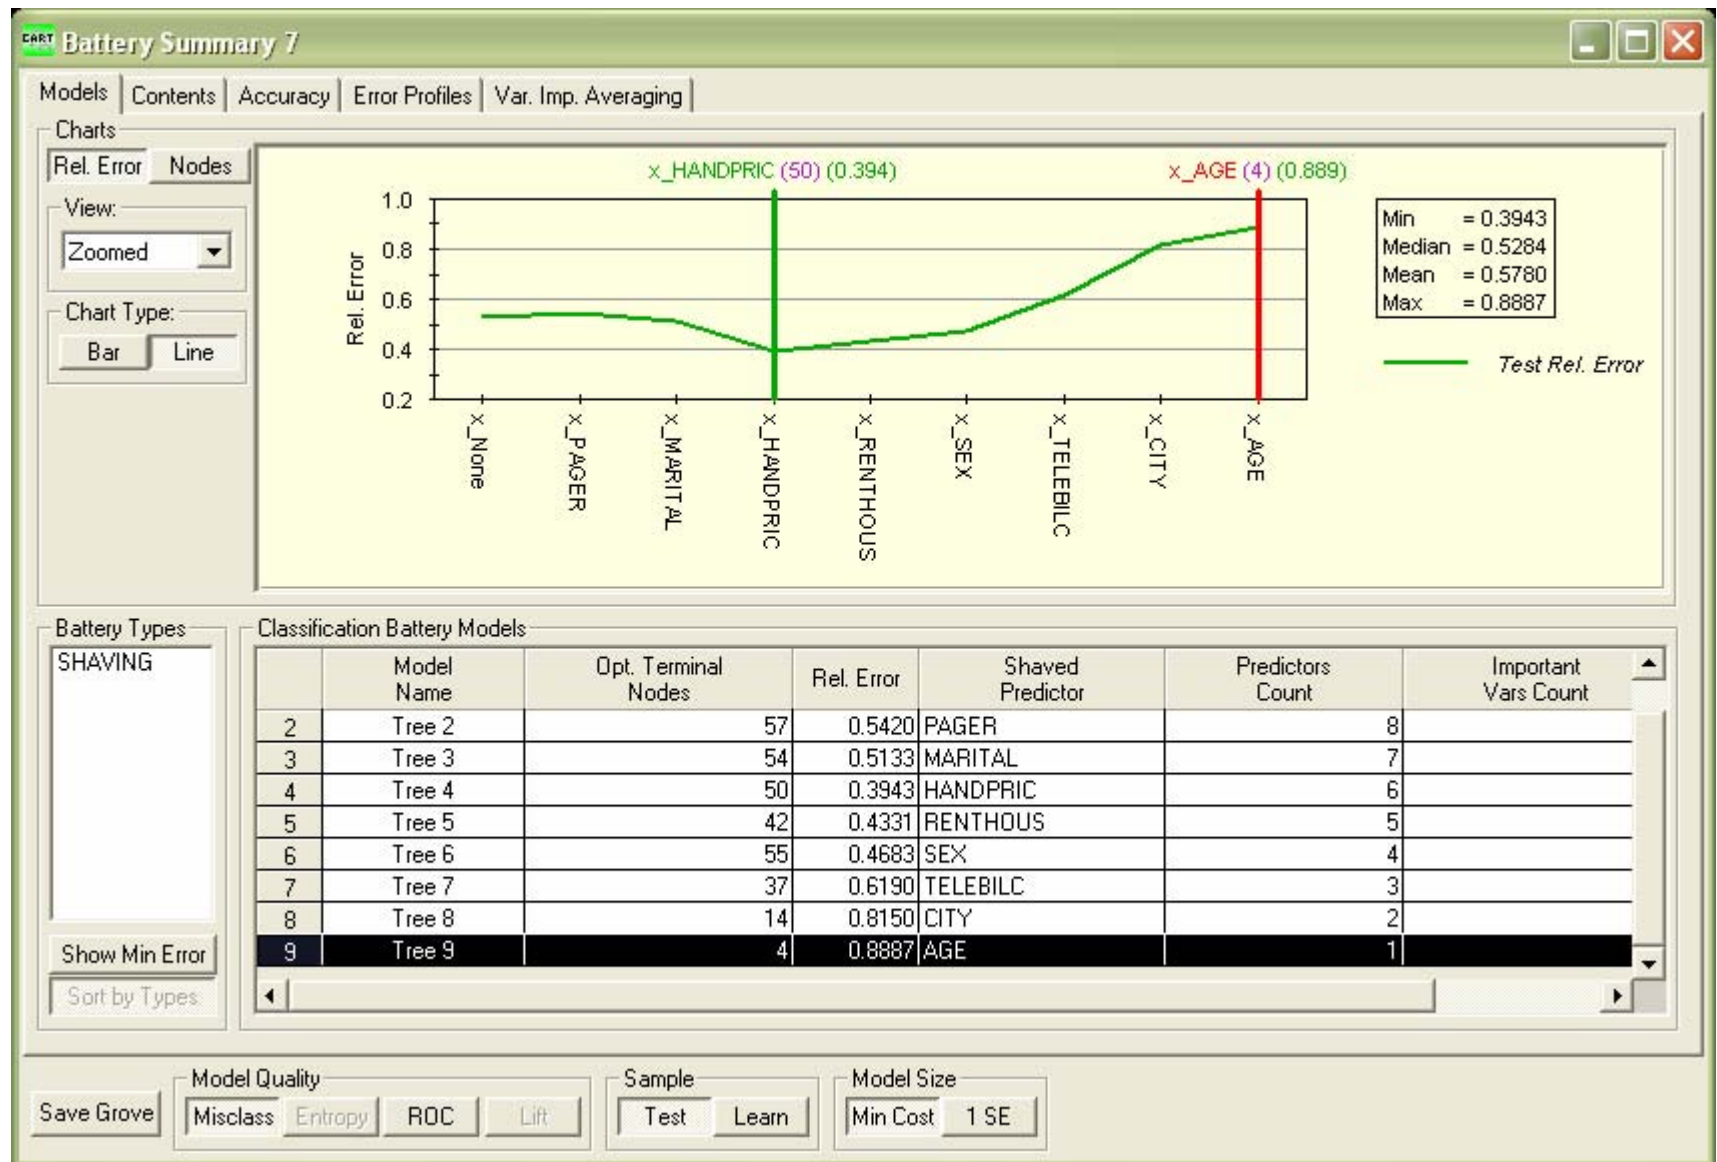 CART Battery Summary 7
Models Contents Accuracy Error Profiles Var. Imp. Averaging
Charts
Rel. Error Nodes
View:
Zoomed
Chart Type:
Bar Line
x_HANDPRIC (50) (0.394) x_AGE (4) (0.889)
Rel. Error
1.0
0.8
0.6
0.4
0.2
x_None
x_PAGER
x_MARITAL
x_HANDPRIC
x_RENTHOUS
x_SEX
x_TELEBILC
x_CITY
x_AGE
Min = 0.3943
Median = 0.5284
Mean = 0.5780
Max = 0.8887
Test Rel. Error
Battery Types
SHAVING
Show Min Error
Sort by Types
Classification Battery Models
Model Name Opt. Terminal Nodes Rel. Error Shaved Predictor Predictors Count Important Vars Count
2 Tree 2 57 0.5420 PAGER 8
3 Tree 3 54 0.5133 MARITAL 7
4 Tree 4 50 0.3943 HANDPRIC 6
5 Tree 5 42 0.4331 RENTHOUS 5
6 Tree 6 55 0.4683 SEX 4
7 Tree 7 37 0.6190 TELEBILC 3
8 Tree 8 14 0.8150 CITY 2
9 Tree 9 4 0.8887 AGE 1
Save Grove
Model Quality
Misclass Entropy ROC Lift
Sample
Test Learn
Model Size
Min Cost 1 SE